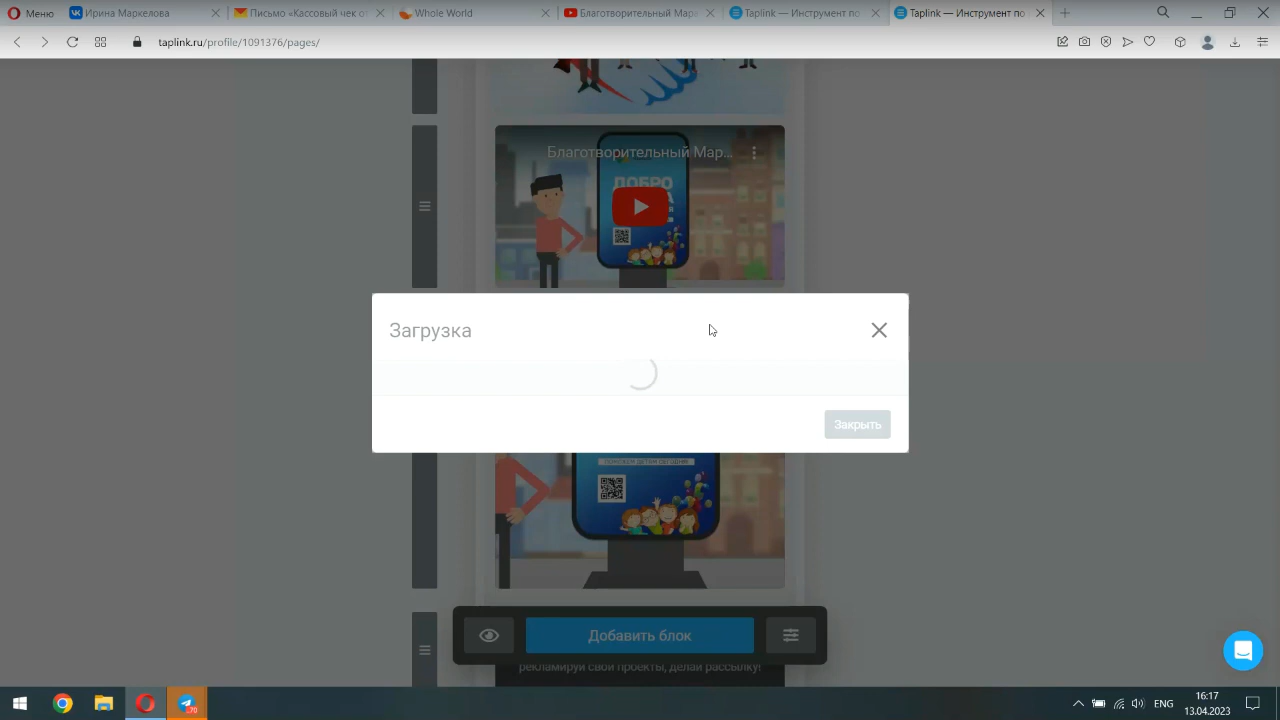 Меню
Ирина Маркелова
Письмо «Кассовый чек от
Whole World
Благотворительный Мар
Taplink — Инструмент по
Taplink — Инструмент по
taplink.ru/profile/1091376/pages/
Благотворительный Мар...
ДОБРО
Загрузка
Закрыть
Добавить блок
рекламируй свои проекты, делай рассылку!
70
ENG
16:17
13.04.2023